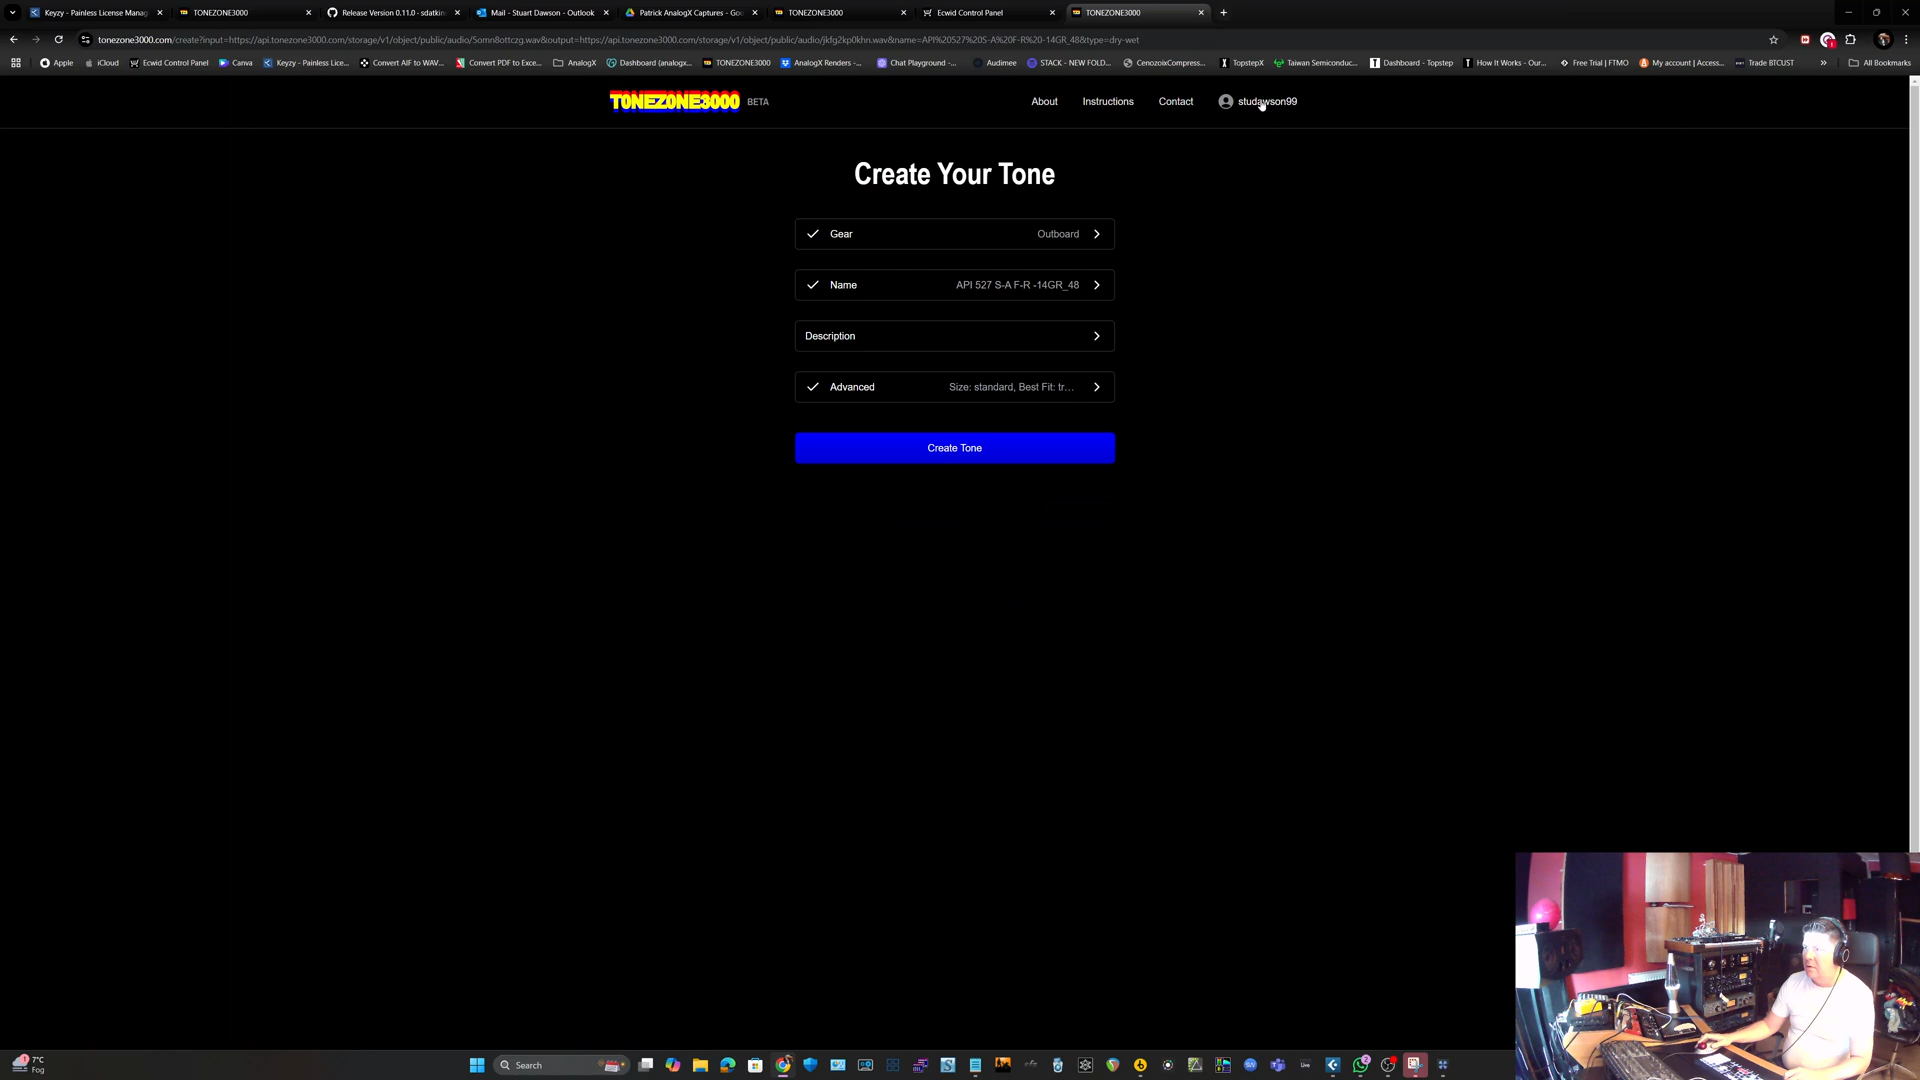 Keyzy - Painless License Manag
TONEZONE3000
Release Version 0.11.0 - sdatkin
Mail - Stuart Dawson - Outlook
Patrick AnalogX Captures - Goo
TONEZONE3000
Ecwid Control Panel
TONEZONE3000
tonezone3000.com/create?input=https://api.tonezone3000.com/storage/v1/object/public/audio/5omn8ottczg.wav&output=https://api.tonezone3000.com/storage/v1/object/public/audio/jkfg2kp0khn.wav&name=API%20527%20S-A%20F-R%20-14GR_48&type=dry-wet
Apple
iCloud
Ecwid Control Panel
Canva
Keyzy - Painless Lice...
Convert AIF to WAV...
Convert PDF to Exce...
AnalogX
Dashboard (analogx...
TONEZONE3000
AnalogX Renders -...
Chat Playground -...
Audimee
STACK - NEW FOLD...
CenozoixCompress...
TopstepX
Taiwan Semiconduc...
Dashboard - Topstep
How It Works - Our...
Free Trial | FTMO
My account | Access...
Trade BTCUST
All Bookmarks
TONEZONE3000 BETA
About
Instructions
Contact
studawson99
Create Your Tone
Gear Outboard
Name API 527 S-A F-R -14GR_48
Description
Advanced Size: standard, Best Fit: tr...
Create Tone
7°C
Fog
Search